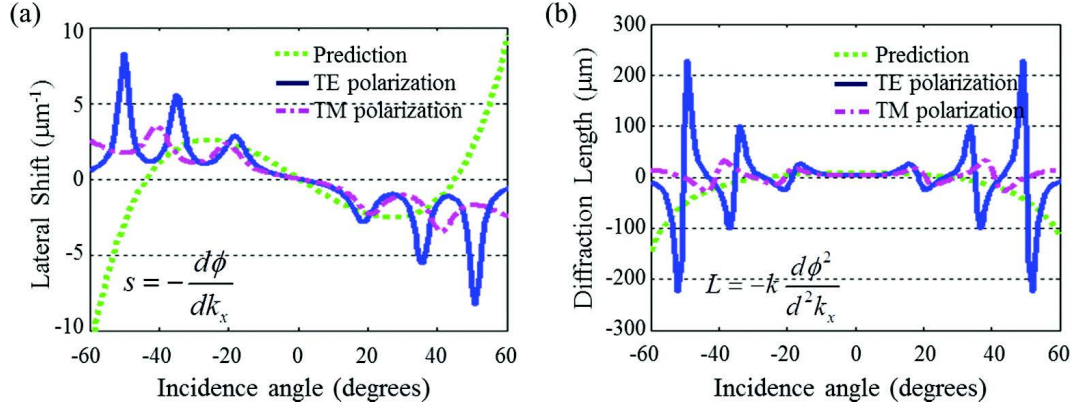 (a)
Lateral Shift (μm⁻¹)
10
5
0
-5
-10
Prediction
TE polarization
TM polarization
s = −dϕ/dkₓ
-60 -40 -20 0 20 40 60
Incidence angle (degrees)
(b)
Diffraction Length (μm)
300
200
100
0
-100
-200
-300
Prediction
TE polarization
TM polarization
L = −k dϕ²/d²kₓ
-60 -40 -20 0 20 40 60
Incidence angle (degrees)